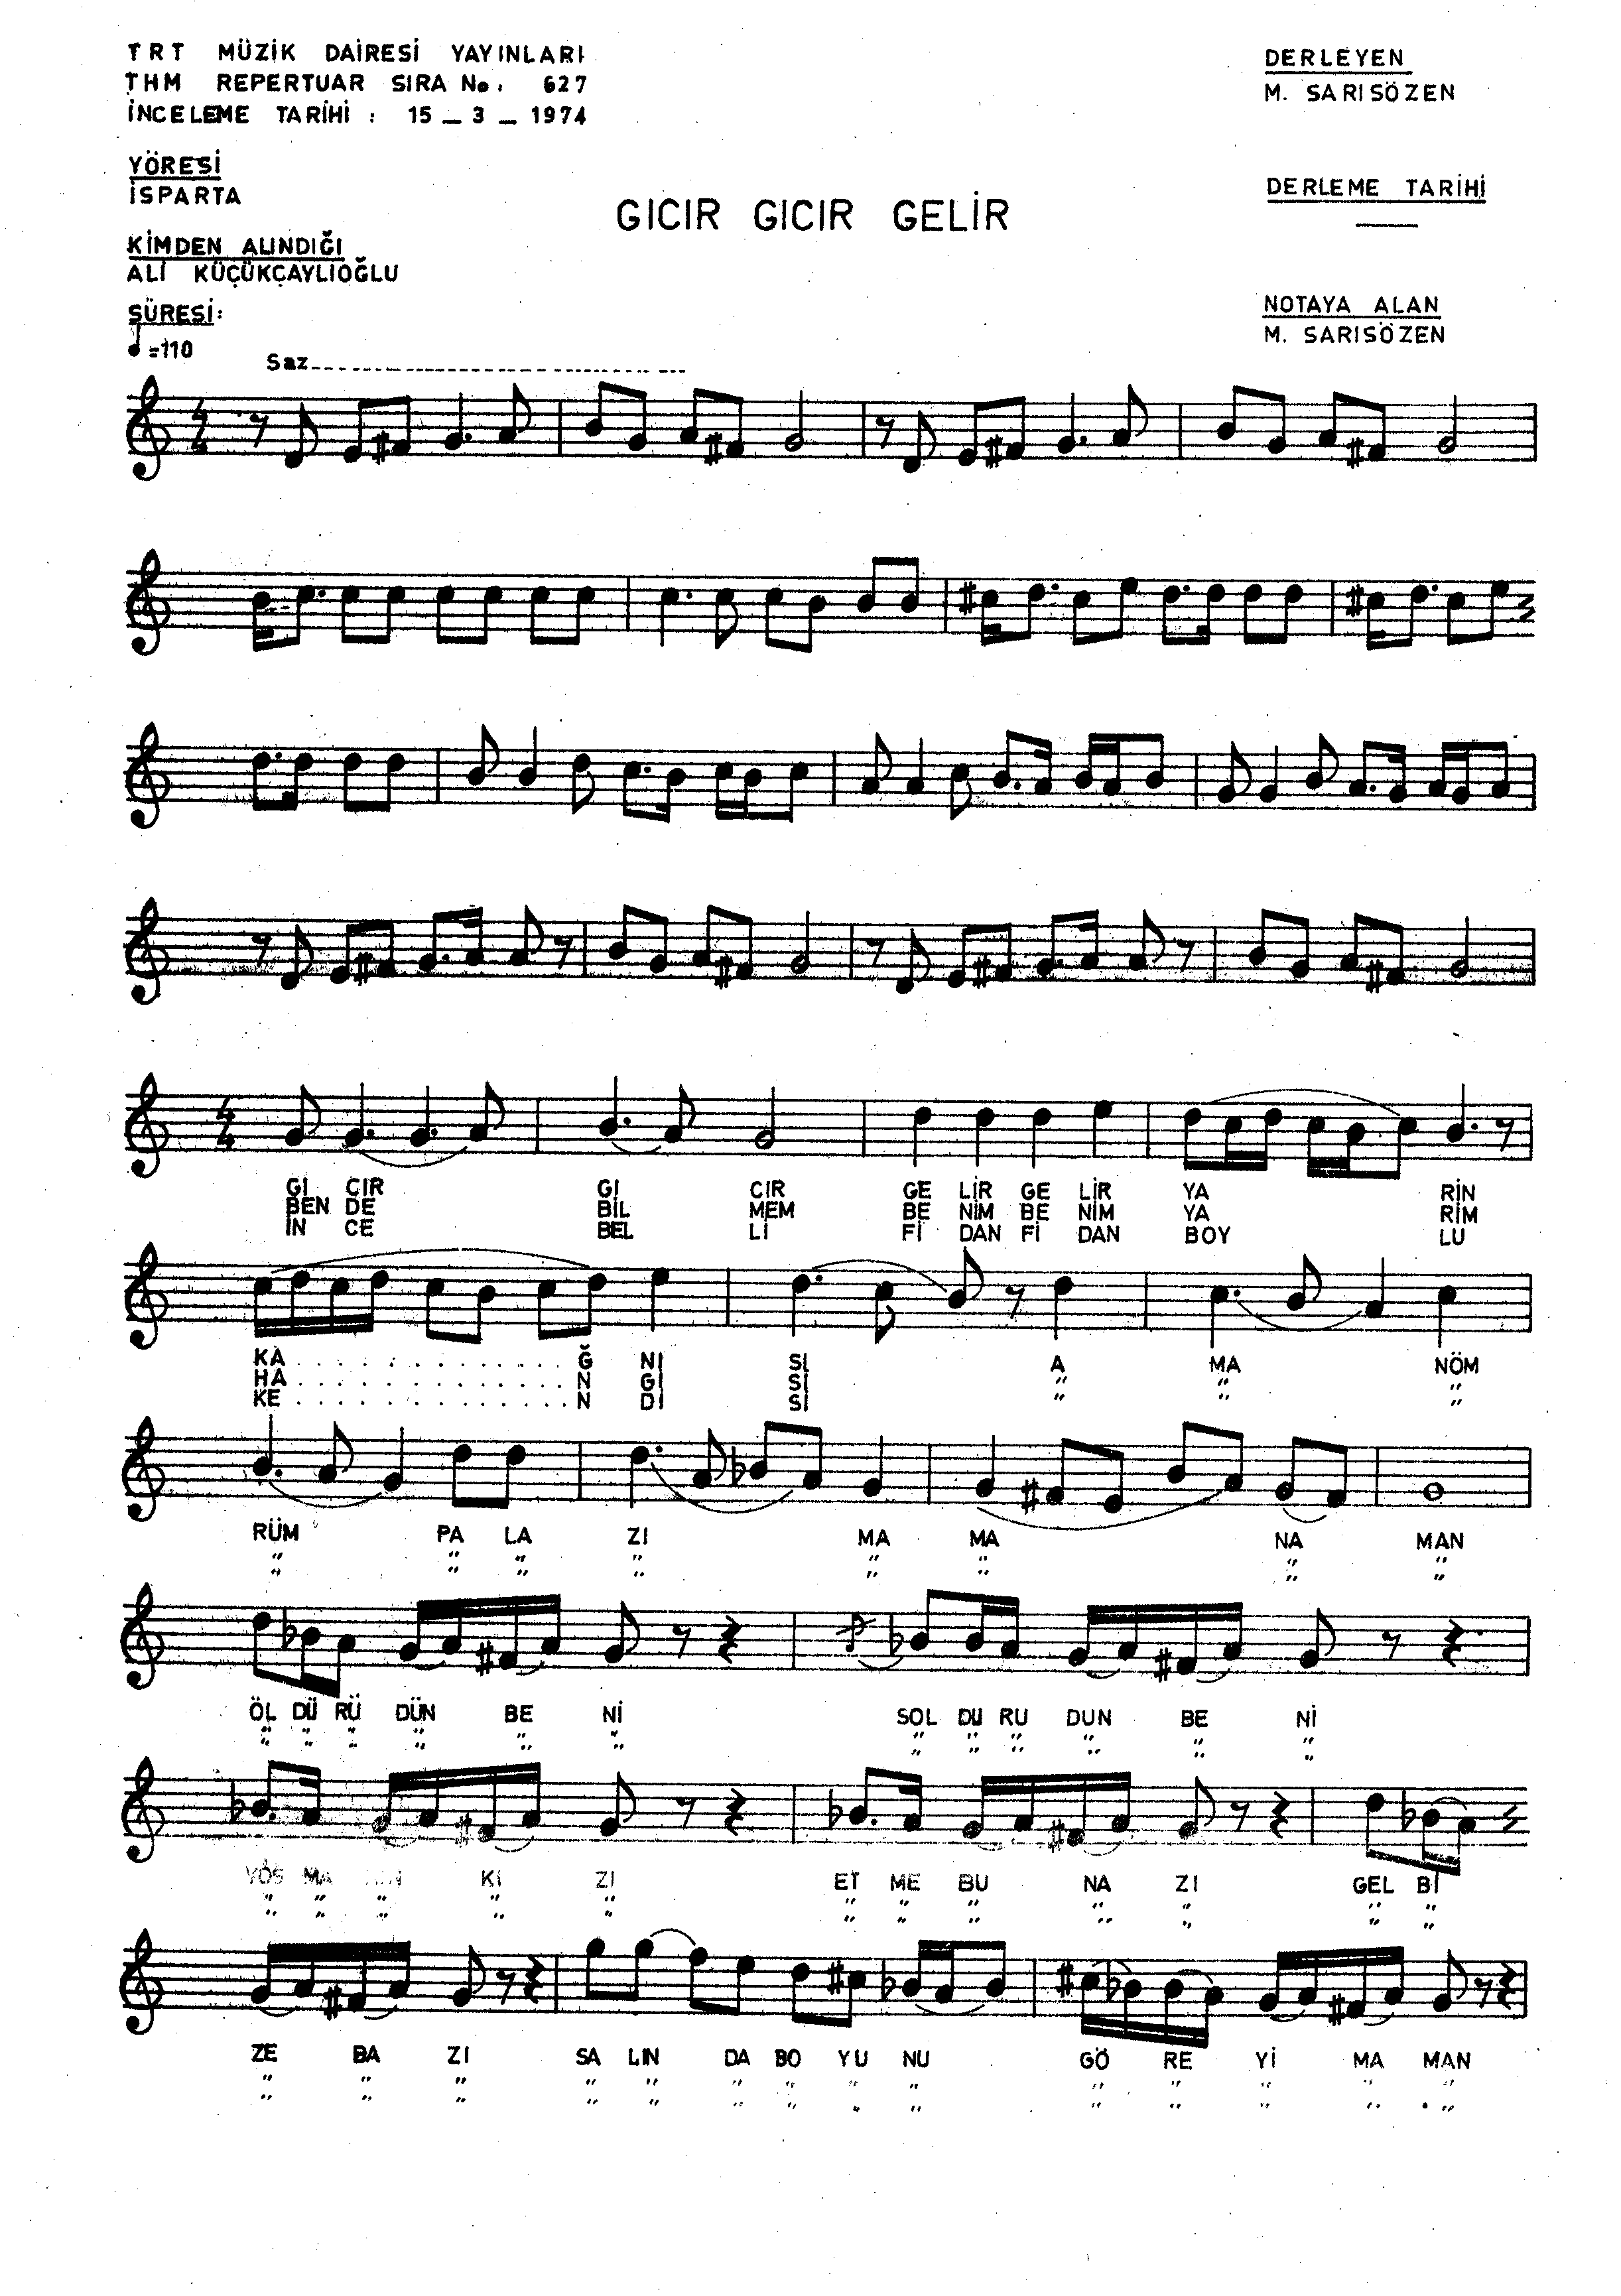 TRT MÜZİK DAİRESİ YAYINLARI
THM REPERTUAR SIRA No: 627
İNCELEME TARİHİ : 15 _ 3 _ 1974
DERLEYEN
M. SARISÖZEN
YÖRESİ
İSPARTA
DERLEME TARİHİ
GICIR GICIR GELİR
KİMDEN ALINDIĞI
ALİ KÜÇÜKÇAYLIOĞLU
SÜRESİ:
=110
NOTAYA ALAN
M. SARISÖZEN
Saz
4 4
4 4
GI CIR GI CIR GE LİR GE LİR YA RİN
BEN DE BİL MEM BE NİM BE NİM YA RİM
İN CE BEL Lİ Fİ DAN Fİ DAN BOY LU
KA . . . . . . . . . . . . . . Ğ NI SI A MA NÖM
HA . . . . . . . . . . . . . . N Gİ Sİ " " "
KE . . . . . . . . . . . . . . N Dİ Sİ " " "
RÜM PA LA ZI MA MA NA MAN
" " " " " " " "
" " " " " " " "
ÖL DÜ RÜ DÜN BE Nİ SOL DU RU DUN BE Nİ
" " " " " " " " " " " "
" " " " " " " " " " " "
YOS MA KI ZI ET ME BU NA ZI GEL Bİ
" " " " " " " " " " " "
" " " " " " " " " " " "
ZE BA ZI SA LIN DA BO YU NU GÖ RE Yİ MA MAN
" " " " " " " " " " " " " "
" " " " " " " " " " " " " "